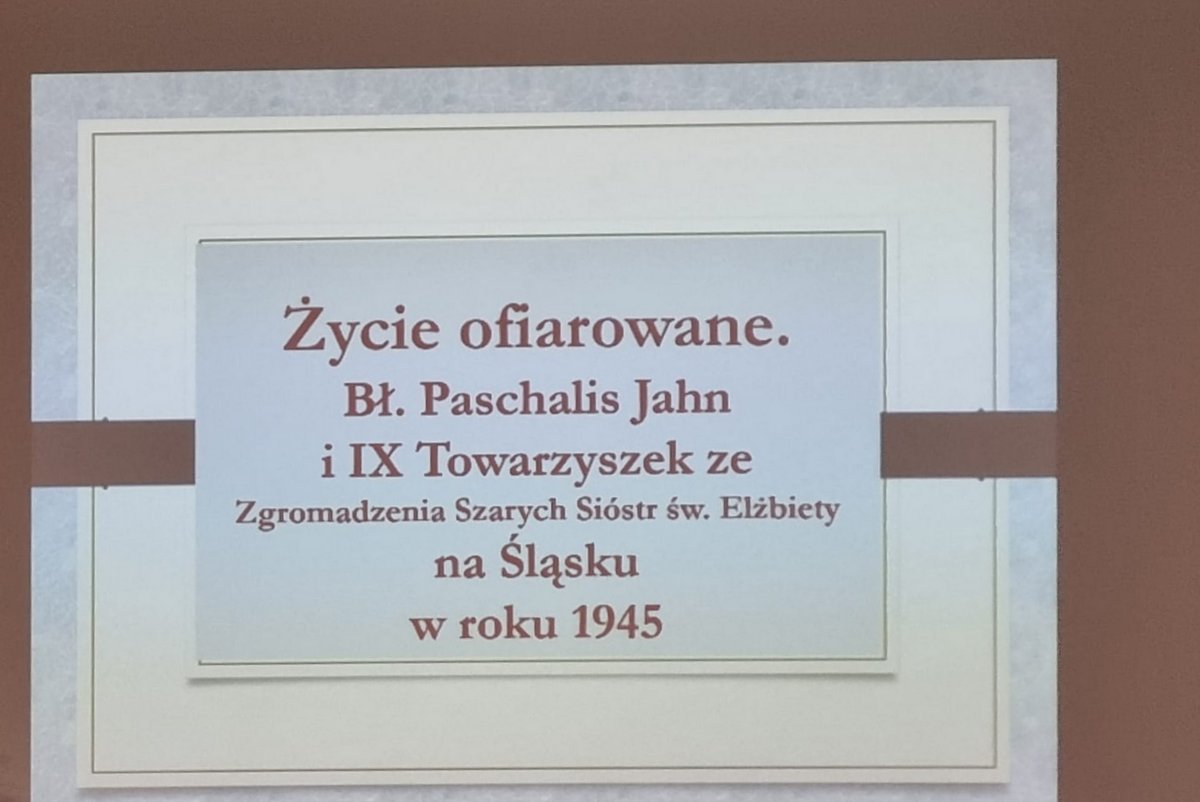 Życie ofiarowane.
Bł. Paschalis Jahn
i IX Towarzyszek ze
Zgromadzenia Szarych Sióstr św. Elżbiety
na Śląsku
w roku 1945